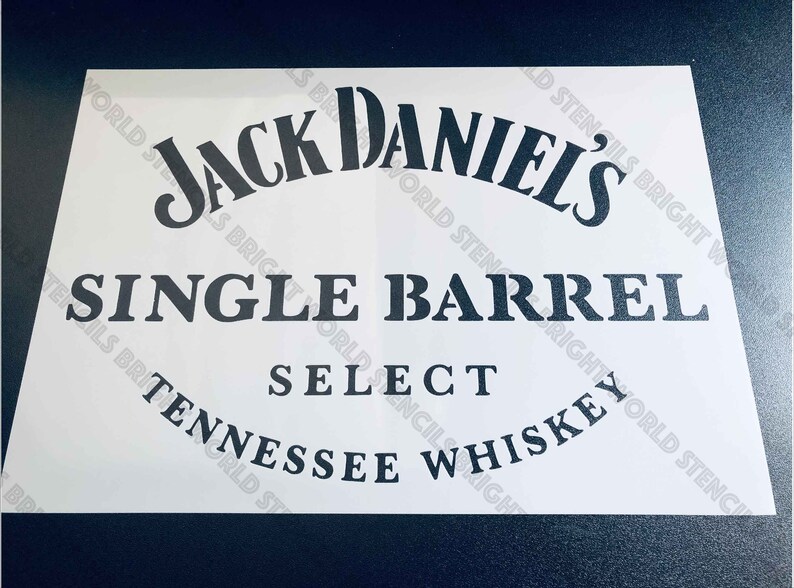 JACK DANIEL'S
SINGLE BARREL
SELECT
TENNESSEE WHISKEY
BRIGHT WORLD STENCILS